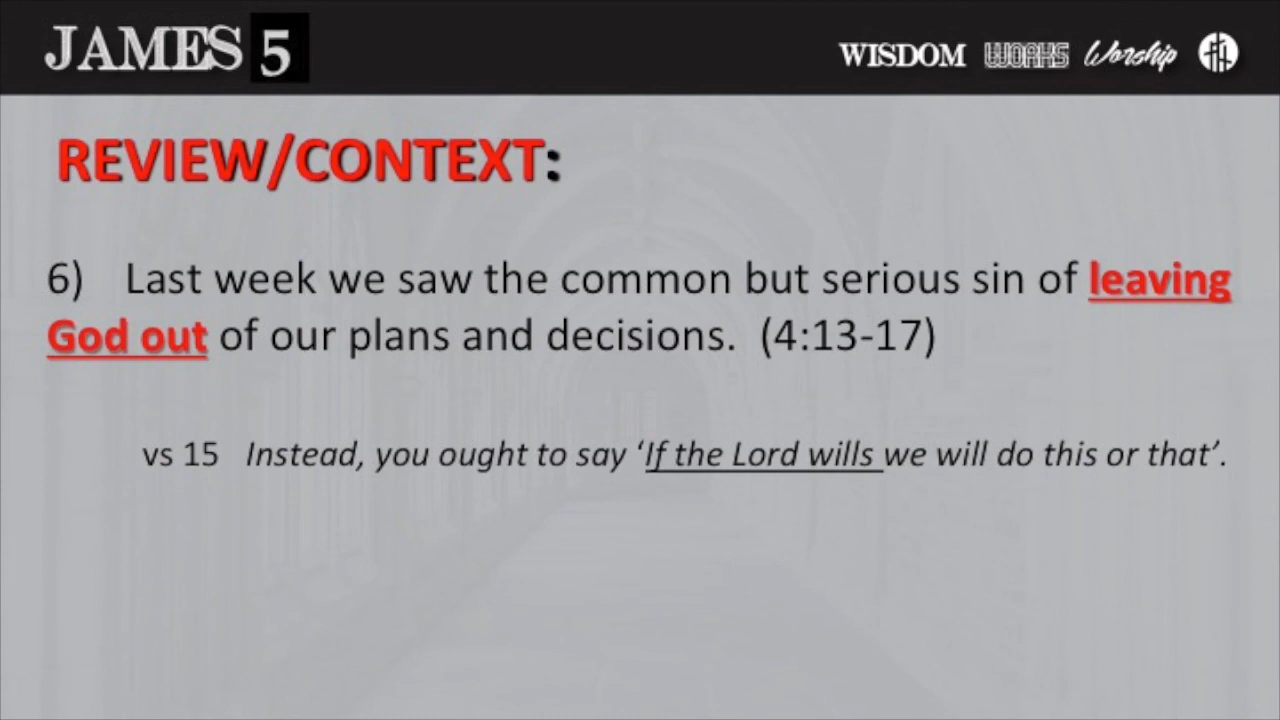 JAMES 5
WISDOM WORKS Worship
REVIEW/CONTEXT:
6) Last week we saw the common but serious sin of leaving
God out of our plans and decisions. (4:13-17)
vs 15 Instead, you ought to say ‘If the Lord wills we will do this or that’.